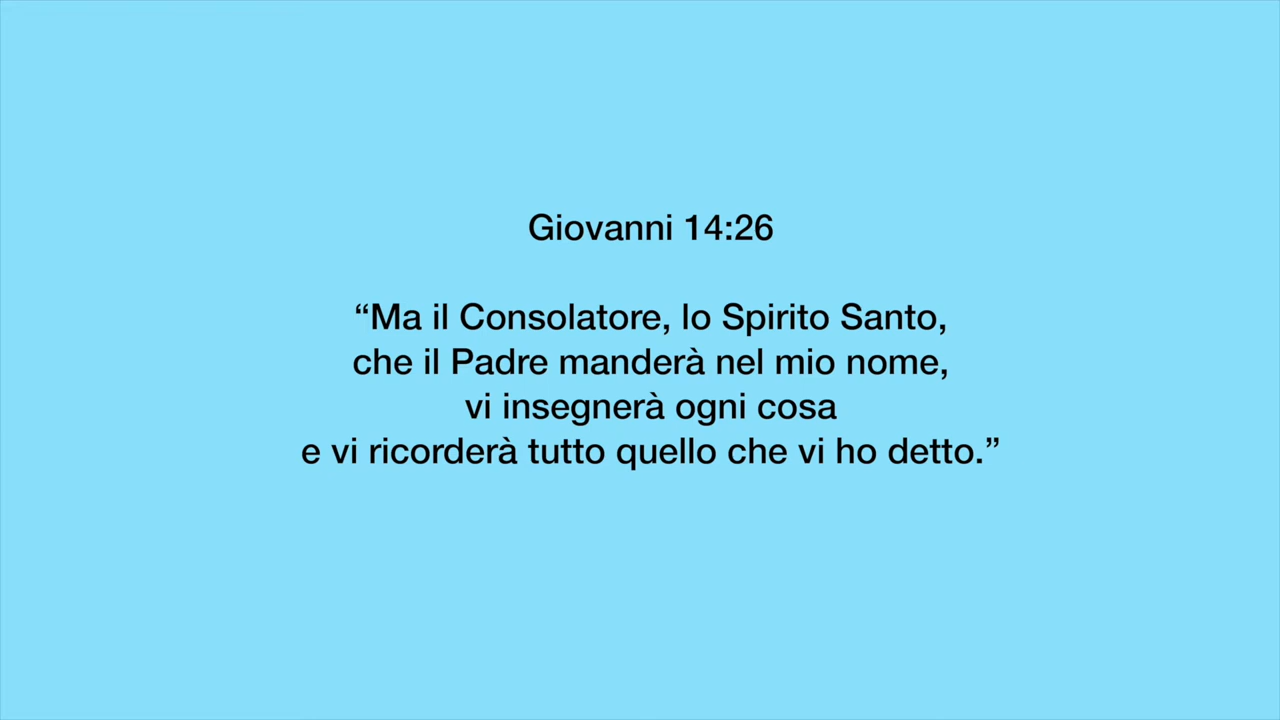 Giovanni 14:26
“Ma il Consolatore, lo Spirito Santo,
che il Padre manderà nel mio nome,
vi insegnerà ogni cosa
e vi ricorderà tutto quello che vi ho detto.”